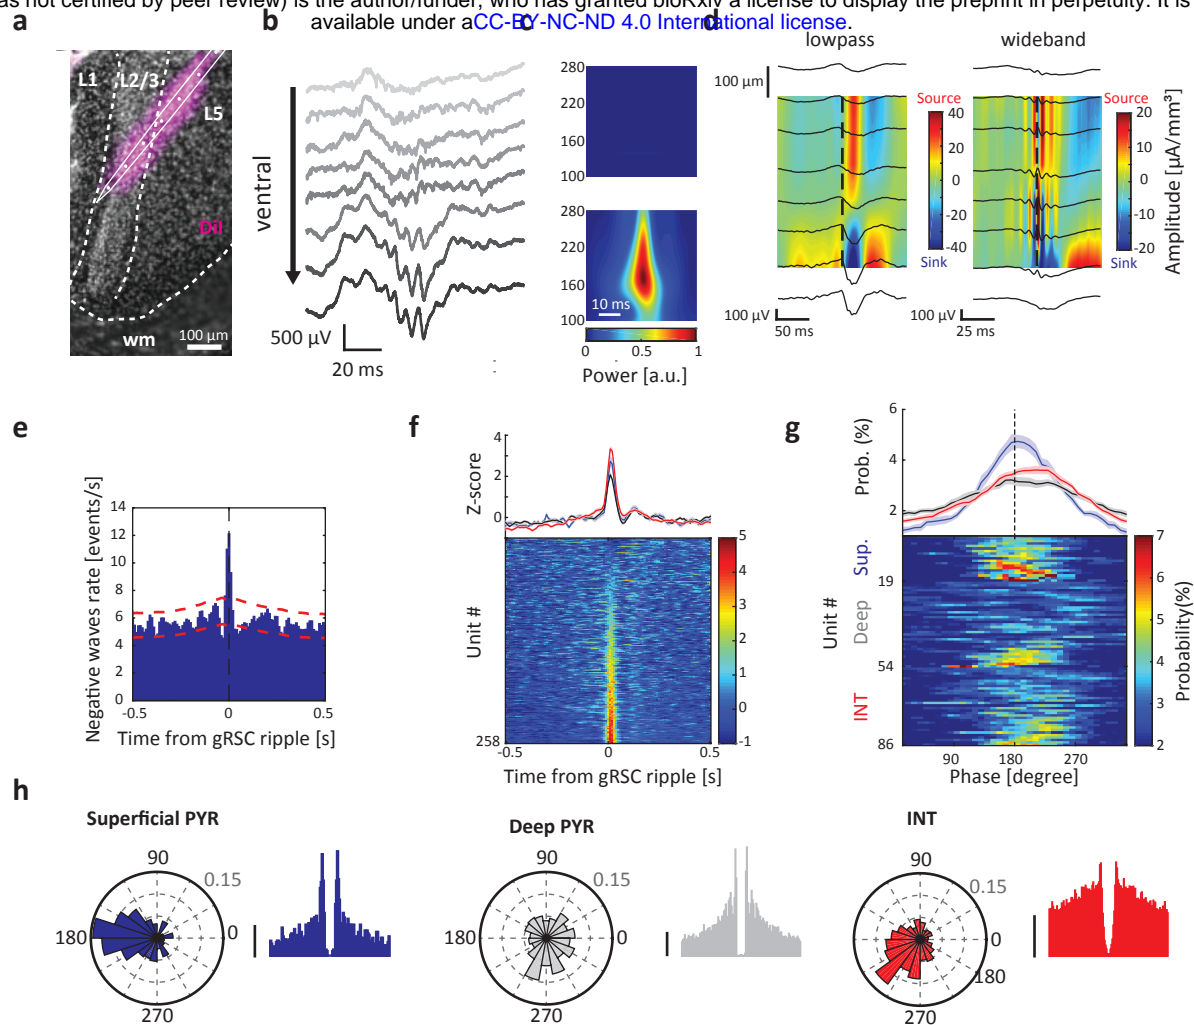 as not certified by peer review) is the author/funder, who has granted bioRxiv a license to display the preprint in perpetuity. It is
available under aCC-BY-NC-ND 4.0 International license.
a
b
c
d
L1
L2/3
L5
DiI
wm
100 µm
ventral
500 µV
20 ms
280
220
160
100
280
220
160
100
10 ms
0
0.5
1
Power [a.u.]
lowpass
wideband
100 µm
Source
40
20
0
-20
-40
Sink
Source
20
10
0
-10
-20
Sink
Amplitude [µA/mm³]
100 µV
50 ms
100 µV
25 ms
e
Negative waves rate [events/s]
14
12
10
8
6
4
2
0
-0.5
0
0.5
Time from gRSC ripple [s]
f
Z-score
4
2
0
Unit #
258
5
4
3
2
1
0
-1
-0.5
0
0.5
Time from gRSC ripple [s]
g
Prob. (%)
6
4
2
Unit #
Sup.
Deep
INT
19
54
86
7
6
5
4
3
2
Probability(%)
90
180
270
Phase [degree]
h
Superficial PYR
90
0.15
180
0
270
Deep PYR
90
0.15
180
0
270
INT
90
0.15
180
0
180
270